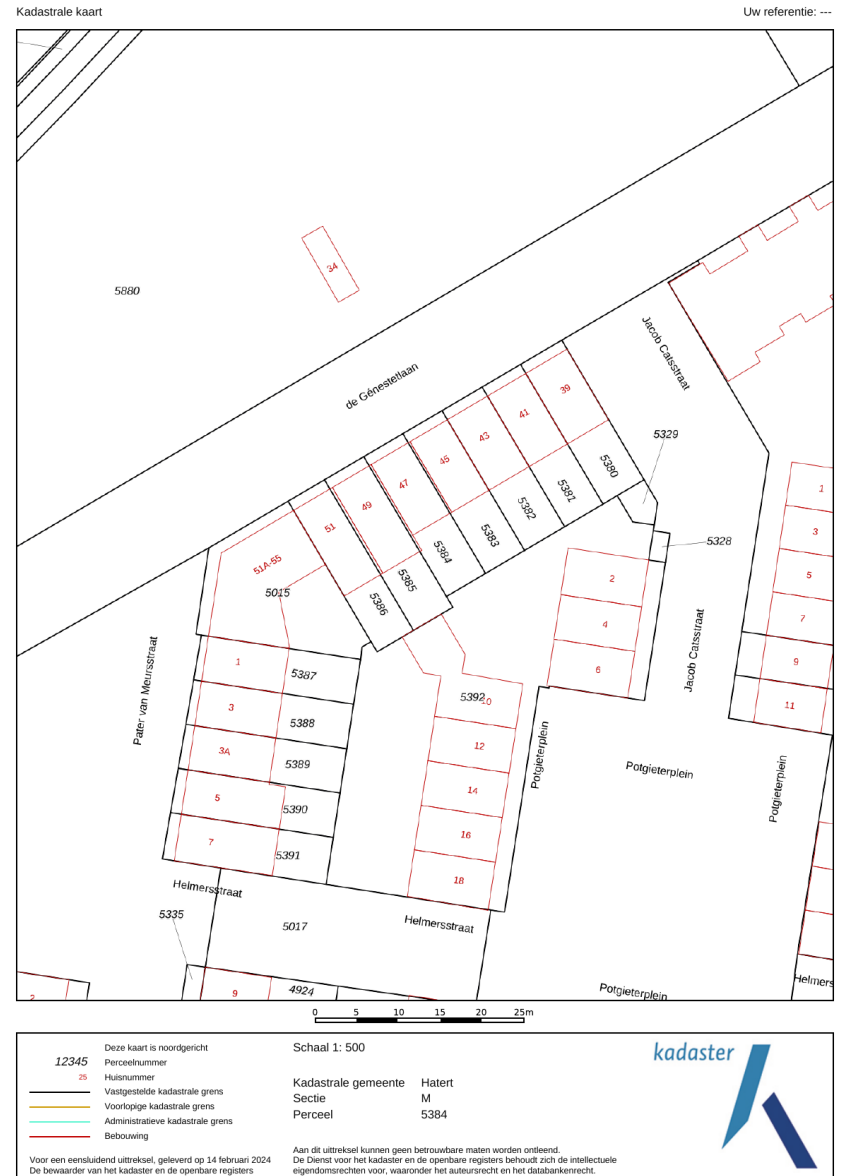 Kadastrale kaart
Uw referentie: ---
34
5880
Jacob Catsstraat
de Génestetlaan
39
41
43
45
47
49
51
51A-55
5329
5380
5381
5382
5383
5384
5385
5386
5328
5015
1
3
5
7
9
11
2
4
6
Jacob Catsstraat
Pater van Meursstraat
1
3
3A
5
7
5387
5388
5389
5390
5391
5392
10
12
14
16
18
Potgieterplein
Potgieterplein
Potgieterplein
Helmersstraat
Helmersstraat
5335
5017
4924
9
2
Potgieterplein
Helmers
0 5 10 15 20 25m
Deze kaart is noordgericht
12345 Perceelnummer
25 Huisnummer
Vastgestelde kadastrale grens
Voorlopige kadastrale grens
Administratieve kadastrale grens
Bebouwing
Voor een eensluidend uittreksel, geleverd op 14 februari 2024
De bewaarder van het kadaster en de openbare registers
Schaal 1: 500
Kadastrale gemeente Hatert
Sectie M
Perceel 5384
Aan dit uittreksel kunnen geen betrouwbare maten worden ontleend.
De Dienst voor het kadaster en de openbare registers behoudt zich de intellectuele
eigendomsrechten voor, waaronder het auteursrecht en het databankenrecht.
kadaster